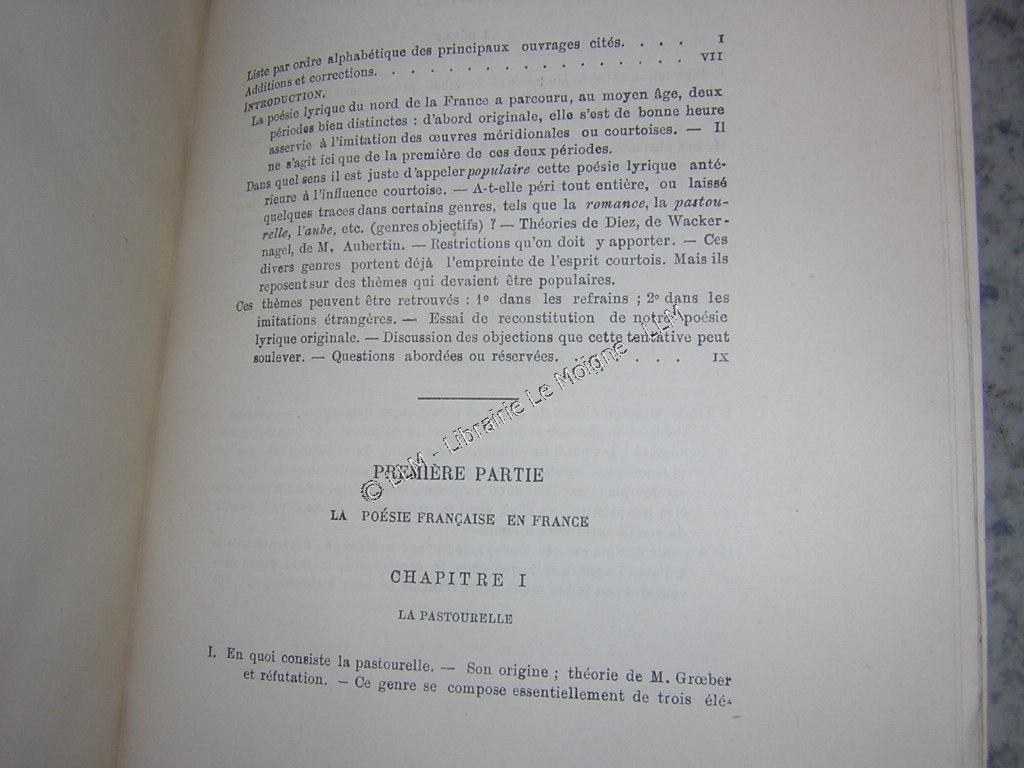 Liste par ordre alphabétique des principaux ouvrages cités. . . . I
Additions et corrections. . . . . . . . . . . . . . . . VII
INTRODUCTION.
La poésie lyrique du nord de la France a parcouru, au moyen âge, deux
périodes bien distinctes : d'abord originale, elle s'est de bonne heure
asservie à l'imitation des œuvres méridionales ou courtoises. — Il
ne s'agit ici que de la première de ces deux périodes.
Dans quel sens il est juste d'appeler populaire cette poésie lyrique anté-
rieure à l'influence courtoise. — A-t-elle péri tout entière, ou laissé
quelques traces dans certains genres, tels que la romance, la pastou-
relle, l'aube, etc. (genres objectifs) ? — Théories de Diez, de Wacker-
nagel, de M. Aubertin. — Restrictions qu'on doit y apporter. — Ces
divers genres portent déjà l'empreinte de l'esprit courtois. Mais ils
reposent sur des thèmes qui devaient être populaires.
Ces thèmes peuvent être retrouvés : 1° dans les refrains ; 2° dans les
imitations étrangères. — Essai de reconstitution de notre poésie
lyrique originale. — Discussion des objections que cette tentative peut
soulever. — Questions abordées ou réservées. . . . . . . IX
© LLM - Librairie Le Moigne - LLM
PREMIÈRE PARTIE
LA POÉSIE FRANÇAISE EN FRANCE
CHAPITRE I
LA PASTOURELLE
I. En quoi consiste la pastourelle. — Son origine ; théorie de M. Grœber
et réfutation. — Ce genre se compose essentiellement de trois élé-